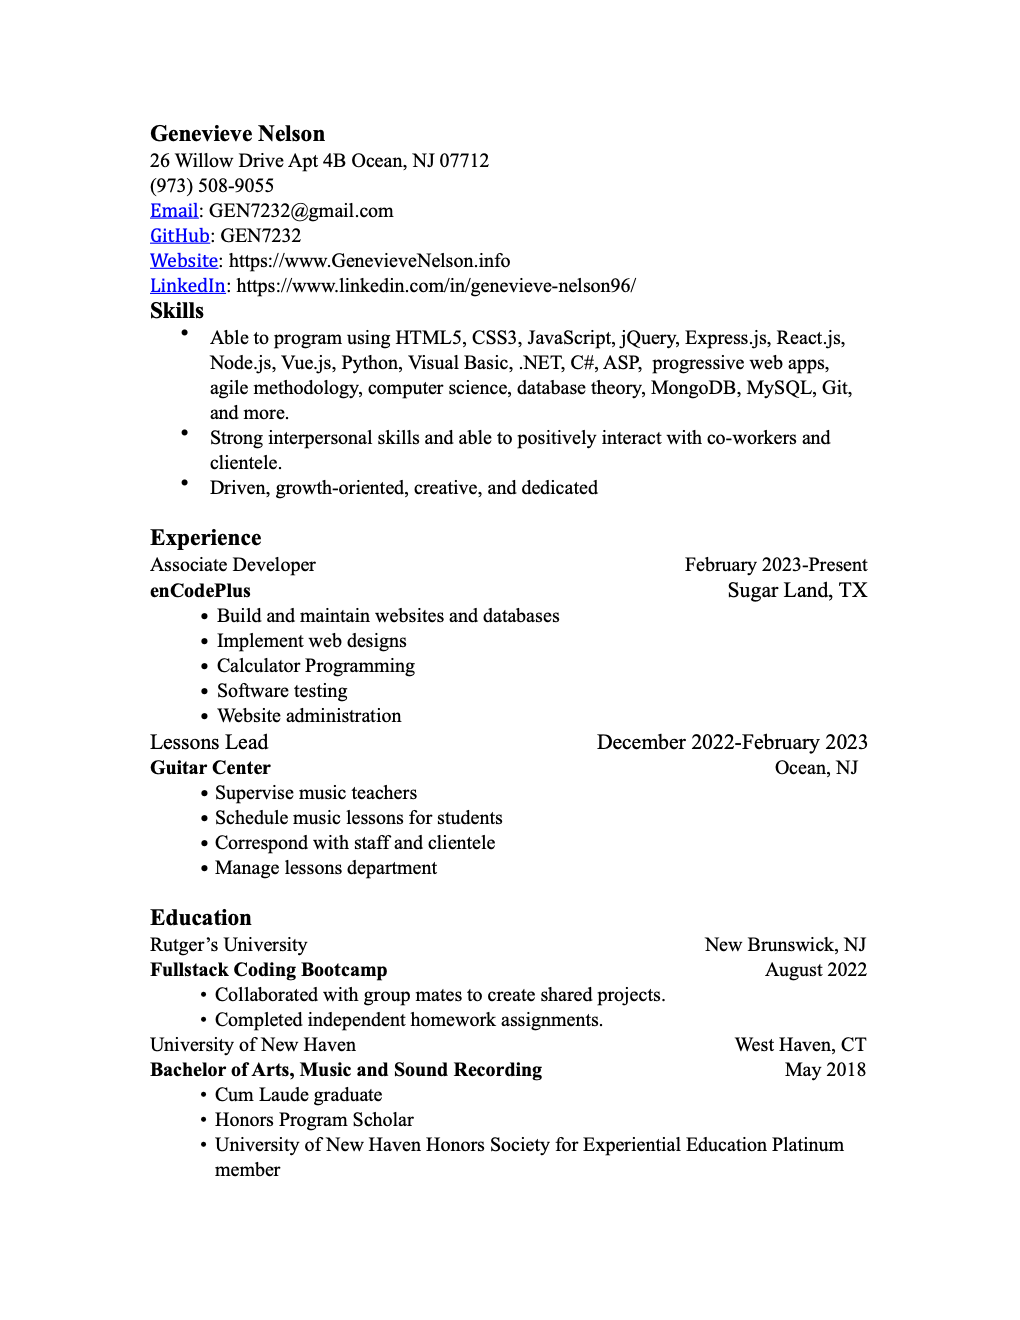 Genevieve Nelson
26 Willow Drive Apt 4B Ocean, NJ 07712
(973) 508-9055
Email: GEN7232@gmail.com
GitHub: GEN7232
Website: https://www.GenevieveNelson.info
LinkedIn: https://www.linkedin.com/in/genevieve-nelson96/
Skills
• Able to program using HTML5, CSS3, JavaScript, jQuery, Express.js, React.js,
Node.js, Vue.js, Python, Visual Basic, .NET, C#, ASP,  progressive web apps,
agile methodology, computer science, database theory, MongoDB, MySQL, Git,
and more.
• Strong interpersonal skills and able to positively interact with co-workers and
clientele.
• Driven, growth-oriented, creative, and dedicated
Experience
Associate Developer February 2023-Present
enCodePlus Sugar Land, TX
• Build and maintain websites and databases
• Implement web designs
• Calculator Programming
• Software testing
• Website administration
Lessons Lead December 2022-February 2023
Guitar Center Ocean, NJ
• Supervise music teachers
• Schedule music lessons for students
• Correspond with staff and clientele
• Manage lessons department
Education
Rutger’s University New Brunswick, NJ
Fullstack Coding Bootcamp August 2022
• Collaborated with group mates to create shared projects.
• Completed independent homework assignments.
University of New Haven West Haven, CT
Bachelor of Arts, Music and Sound Recording May 2018
• Cum Laude graduate
• Honors Program Scholar
• University of New Haven Honors Society for Experiential Education Platinum
member